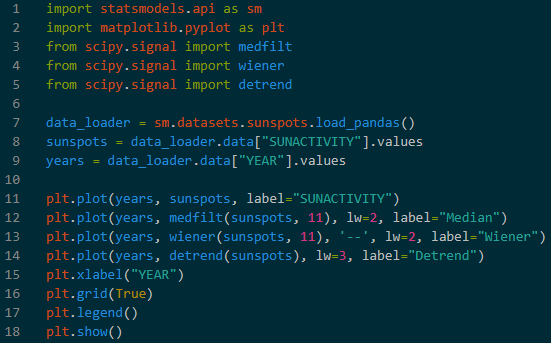 1 import statsmodels.api as sm
2 import matplotlib.pyplot as plt
3 from scipy.signal import medfilt
4 from scipy.signal import wiener
5 from scipy.signal import detrend
6
7 data_loader = sm.datasets.sunspots.load_pandas()
8 sunspots = data_loader.data["SUNACTIVITY"].values
9 years = data_loader.data["YEAR"].values
10
11 plt.plot(years, sunspots, label="SUNACTIVITY")
12 plt.plot(years, medfilt(sunspots, 11), lw=2, label="Median")
13 plt.plot(years, wiener(sunspots, 11), '--', lw=2, label="Wiener")
14 plt.plot(years, detrend(sunspots), lw=3, label="Detrend")
15 plt.xlabel("YEAR")
16 plt.grid(True)
17 plt.legend()
18 plt.show()